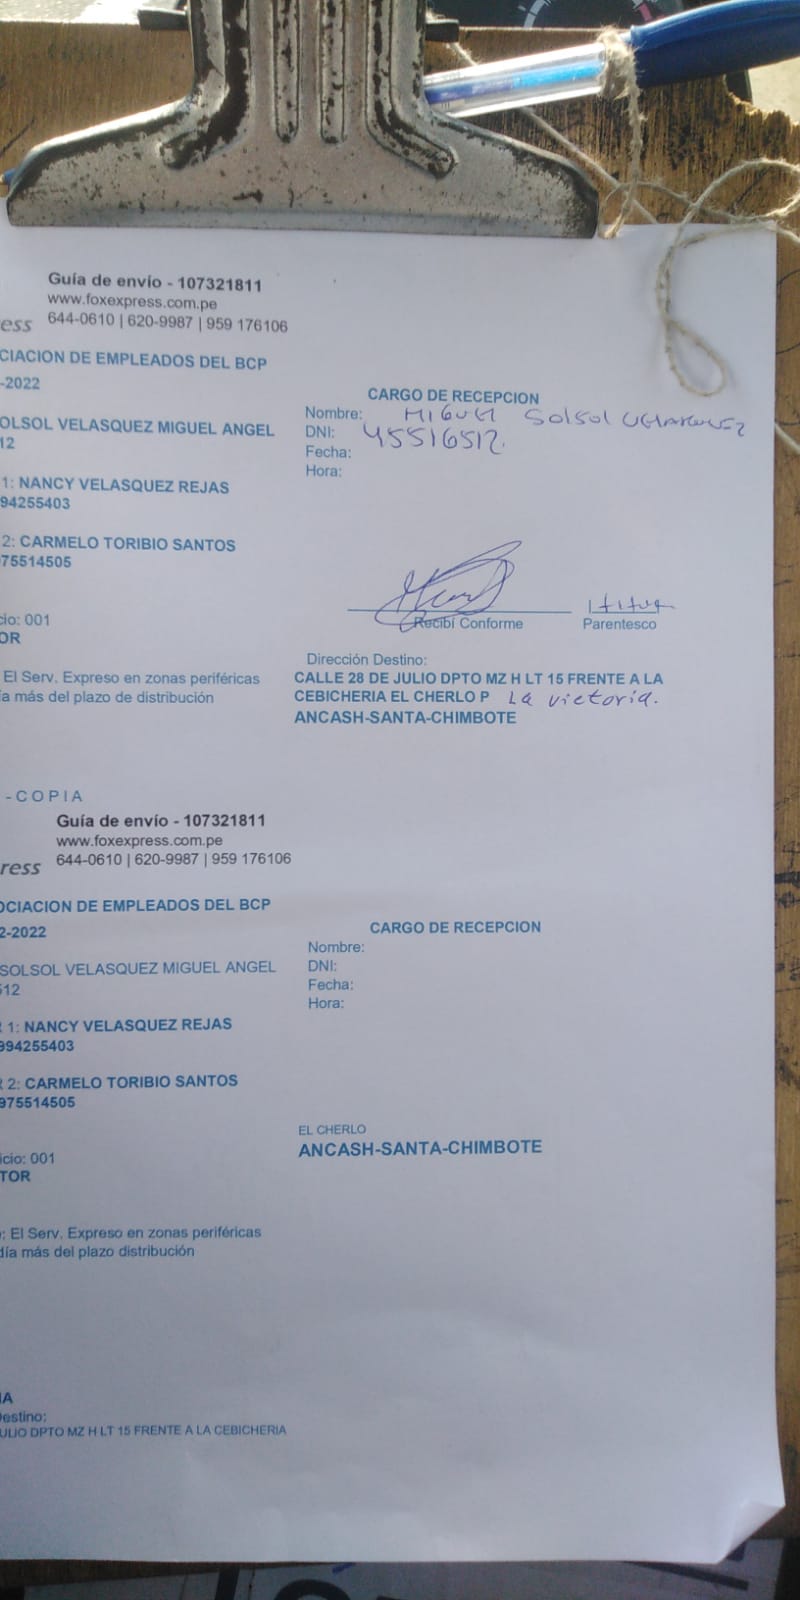 Guía de envío - 107321811
www.foxexpress.com.pe
ess 644-0610 | 620-9987 | 959 176106
CIACION DE EMPLEADOS DEL BCP
-2022
CARGO DE RECEPCION
Nombre: MIGUEL Solsol VELASQUEZ
OLSOL VELASQUEZ MIGUEL ANGEL
DNI: 45516512.
12
Fecha:
Hora:
1: NANCY VELASQUEZ REJAS
94255403
2: CARMELO TORIBIO SANTOS
75514505
cio: 001
Recibí Conforme
Parentesco
OR
Dirección Destino:
El Serv. Expreso en zonas periféricas
CALLE 28 DE JULIO DPTO MZ H LT 15 FRENTE A LA
ía más del plazo de distribución
CEBICHERIA EL CHERLO P La victoria.
ANCASH-SANTA-CHIMBOTE
-COPIA
Guía de envío - 107321811
www.foxexpress.com.pe
ress 644-0610 | 620-9987 | 959 176106
OCIACION DE EMPLEADOS DEL BCP
2-2022
CARGO DE RECEPCION
Nombre:
SOLSOL VELASQUEZ MIGUEL ANGEL
DNI:
512
Fecha:
Hora:
R 1: NANCY VELASQUEZ REJAS
994255403
R 2: CARMELO TORIBIO SANTOS
975514505
EL CHERLO
ANCASH-SANTA-CHIMBOTE
icio: 001
TOR
: El Serv. Expreso en zonas periféricas
día más del plazo distribución
IA
Destino:
ULIO DPTO MZ H LT 15 FRENTE A LA CEBICHERIA